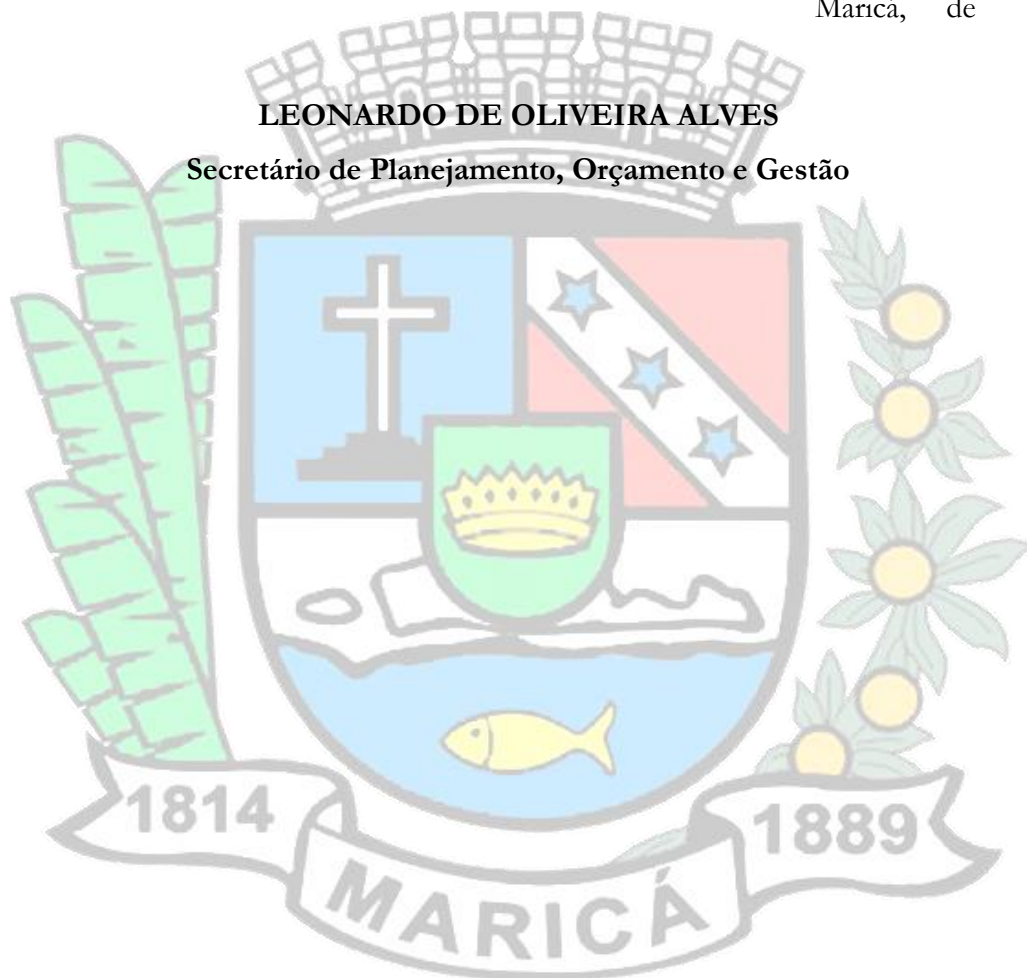 Maricá, de
LEONARDO DE OLIVEIRA ALVES
Secretário de Planejamento, Orçamento e Gestão
1814
1889
MARICÁ